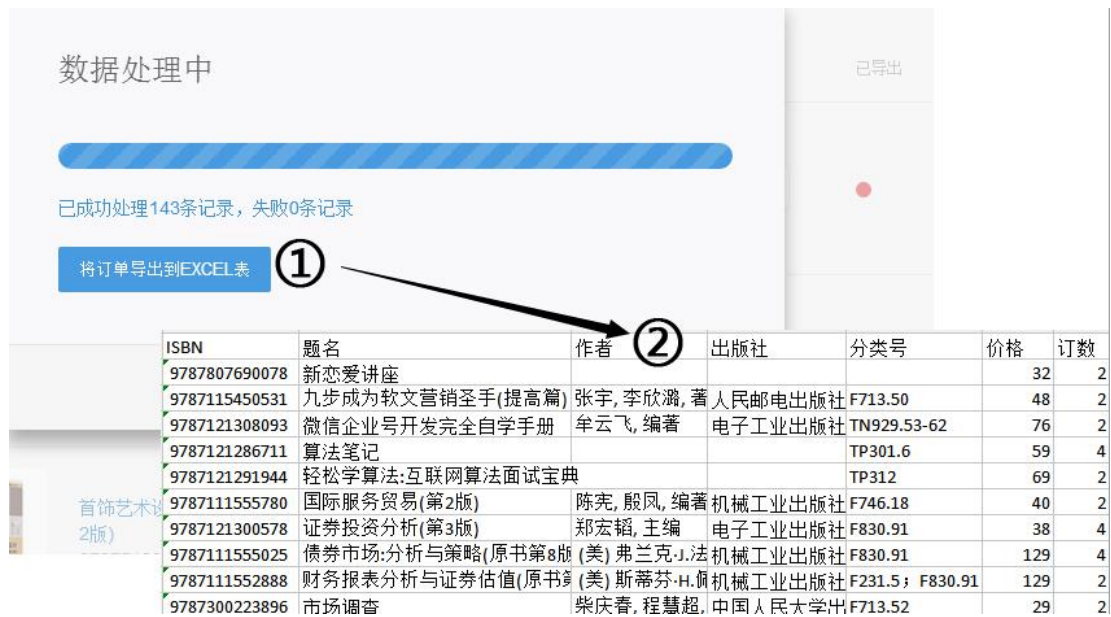 数据处理中
已导出
已成功处理143条记录，失败0条记录
将订单导出到EXCEL表
①
②
ISBN 题名 作者 出版社 分类号 价格 订数
9787807690078 新恋爱讲座 32 2
9787115450531 九步成为软文营销圣手(提高篇) 张宇, 李欣潞, 著 人民邮电出版社 F713.50 48 2
9787121308093 微信企业号开发完全自学手册 牟云飞, 编著 电子工业出版社 TN929.53-62 76 2
9787121286711 算法笔记 TP301.6 59 4
9787121291944 轻松学算法:互联网算法面试宝典 TP312 69 2
9787111555780 国际服务贸易(第2版) 陈宪, 殷凤, 编著 机械工业出版社 F746.18 40 2
9787121300578 证券投资分析(第3版) 郑宏韬, 主编 电子工业出版社 F830.91 38 4
9787111555025 债券市场:分析与策略(原书第8版 (美) 弗兰克·J.法 机械工业出版社 F830.91 129 4
9787111552888 财务报表分析与证券估值(原书第 (美) 斯蒂芬·H.佩 机械工业出版社 F231.5; F830.91 129 2
9787300223896 市场调查 柴庆春, 程慧超, 中国人民大学出 F713.52 29 2
首饰艺术
2版)